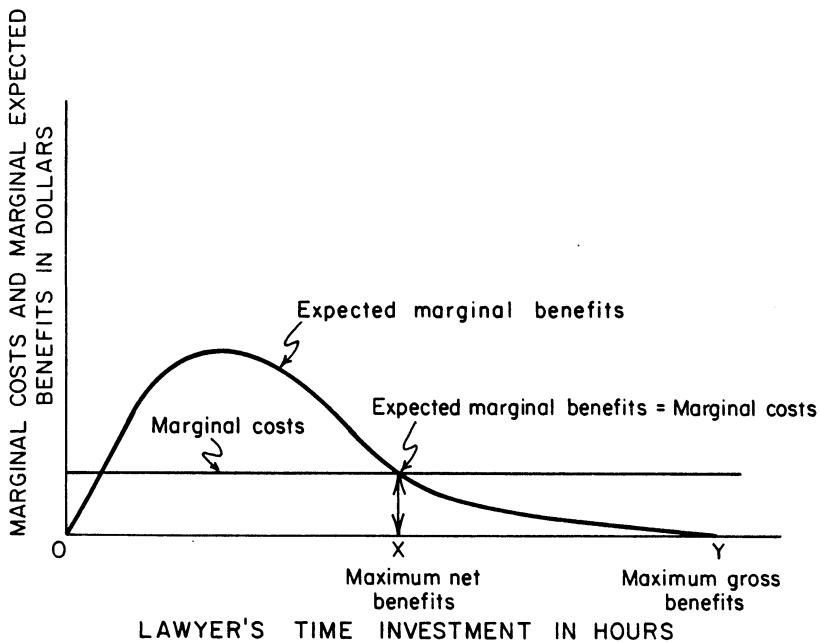 MARGINAL COSTS AND MARGINAL EXPECTED
BENEFITS IN DOLLARS
Expected marginal benefits
Expected marginal benefits = Marginal costs
Marginal costs
O
X
Y
Maximum net
benefits
Maximum gross
benefits
LAWYER'S TIME INVESTMENT IN HOURS